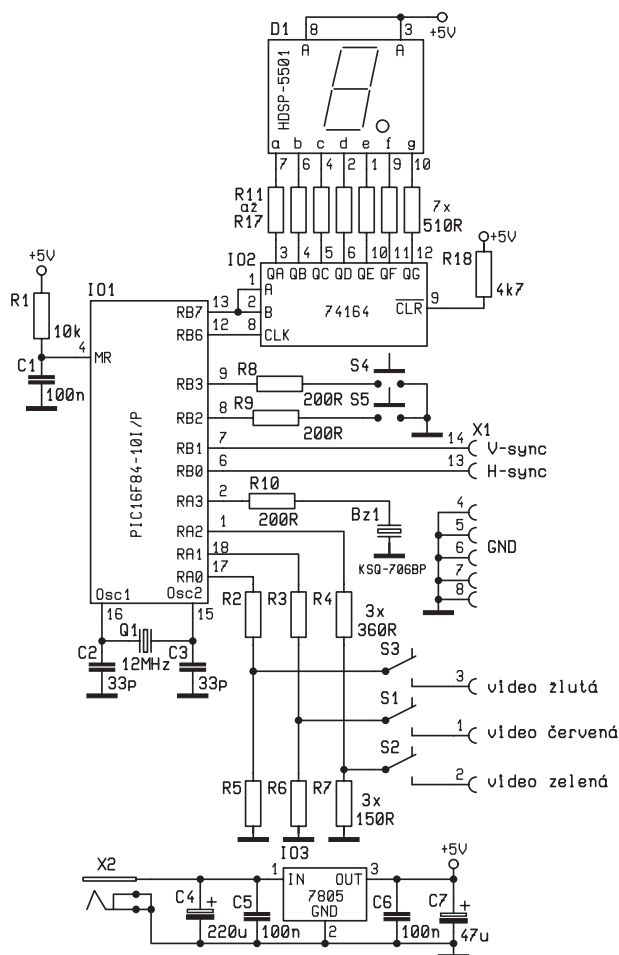 D1
8
3
+5V
A
A
HDSP-5501
a b c d e f g
7 6 4 2 1 9 10
R11
až
R17
7x
510R
IO2
3 4 5 6 10 11 12
QA QB QC QD QE QF QG
1
A
2
B
8
CLK
74164
CLR
9
R18
+5V
4k7
+5V
R1
10k
4
C1
100n
IO1
MR
PIC16F84-10I/P
RB7
13
RB6
12
RB3
9
R8
200R
S4
RB2
8
R9
200R
S5
RB1
7
14
X1
V-sync
RB0
6
13
H-sync
RA3
2
R10
200R
Bz1
KSQ-706BP
RA2
1
RA1
18
RA0
17
4
5
6
7
8
GND
Osc1
Osc2
16
15
Q1
12MHz
C2
33p
C3
33p
R2
R3
R4
3x
360R
S3
3
video žlutá
S1
1
video červená
S2
2
video zelená
R5
R6
R7
3x
150R
X2
IO3
1
IN
OUT
3
7805
GND
2
+5V
C4
+
220u
C5
100n
C6
100n
C7
+
47u